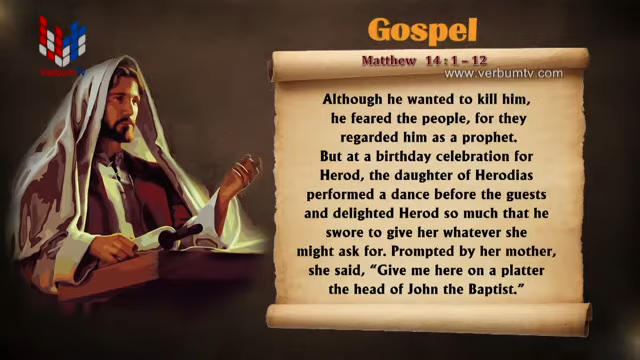 verbumtv
Gospel
Matthew 14 : 1 – 12
www.verbumtv.com
Although he wanted to kill him,
he feared the people, for they
regarded him as a prophet.
But at a birthday celebration for
Herod, the daughter of Herodias
performed a dance before the guests
and delighted Herod so much that he
swore to give her whatever she
might ask for. Prompted by her mother,
she said, “Give me here on a platter
the head of John the Baptist.”